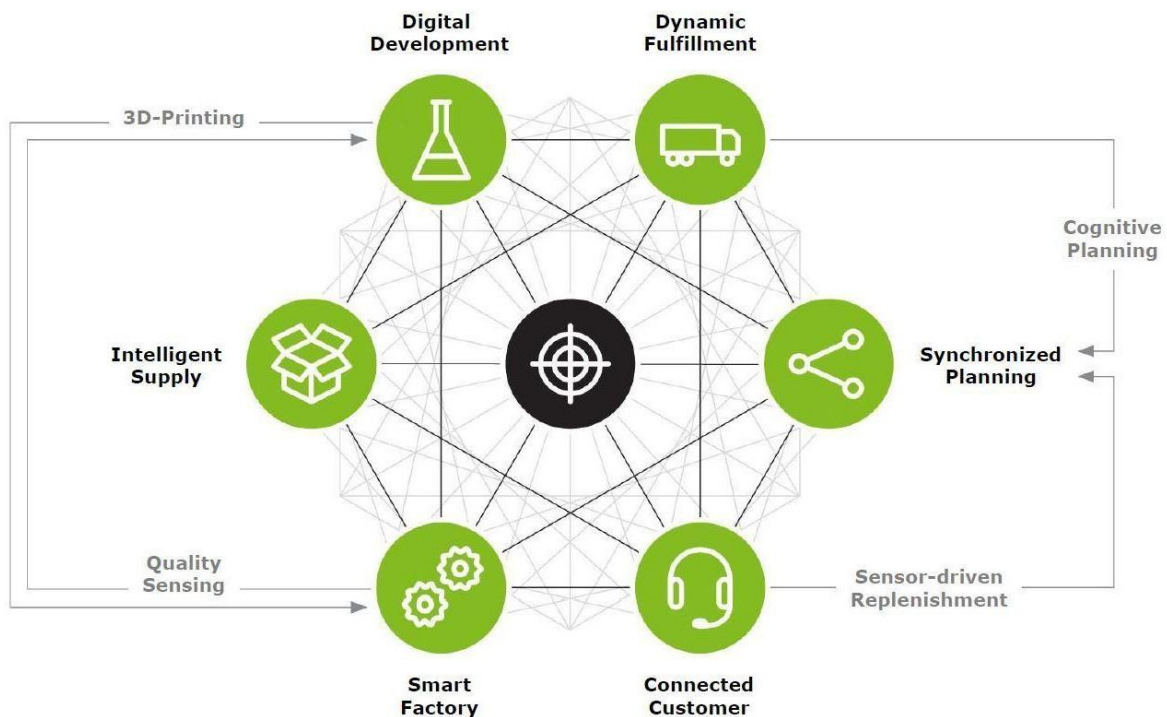 Digital
Development
Dynamic
Fulfillment
3D-Printing
Cognitive
Planning
Intelligent
Supply
Synchronized
Planning
Quality
Sensing
Sensor-driven
Replenishment
Smart
Factory
Connected
Customer